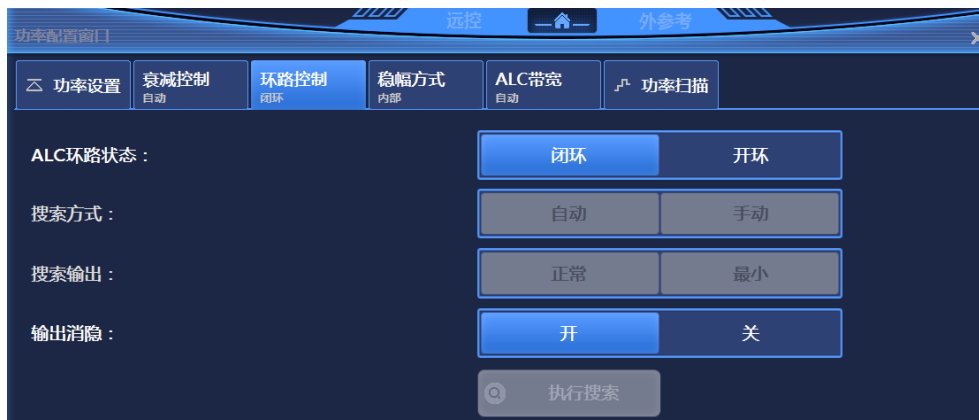 远控 外参考
功率配置窗口
功率设置 衰减控制 环路控制 稳幅方式 ALC带宽 功率扫描
自动 闭环 内部 自动
ALC环路状态： 闭环 开环
搜索方式： 自动 手动
搜索输出： 正常 最小
输出消隐： 开 关
执行搜索